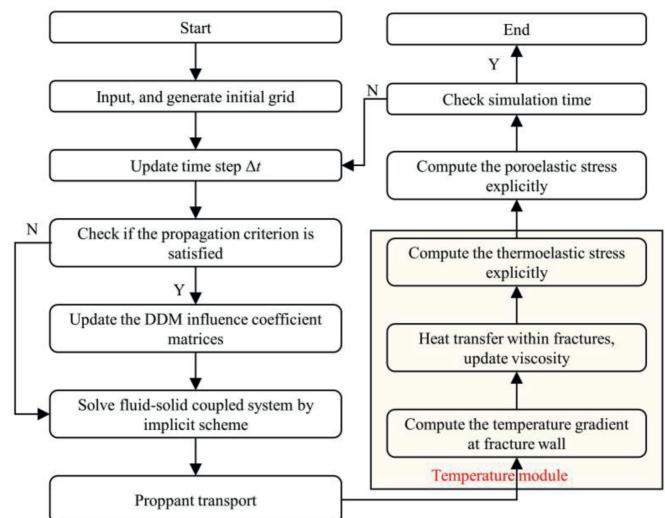 Start
Input, and generate initial grid
Update time step Δt
Check if the propagation criterion is
satisfied
N
Y
Update the DDM influence coefficient
matrices
Solve fluid-solid coupled system by
implicit scheme
Proppant transport
End
Y
N
Check simulation time
Compute the poroelastic stress
explicitly
Compute the thermoelastic stress
explicitly
Heat transfer within fractures,
update viscosity
Compute the temperature gradient
at fracture wall
Temperature module